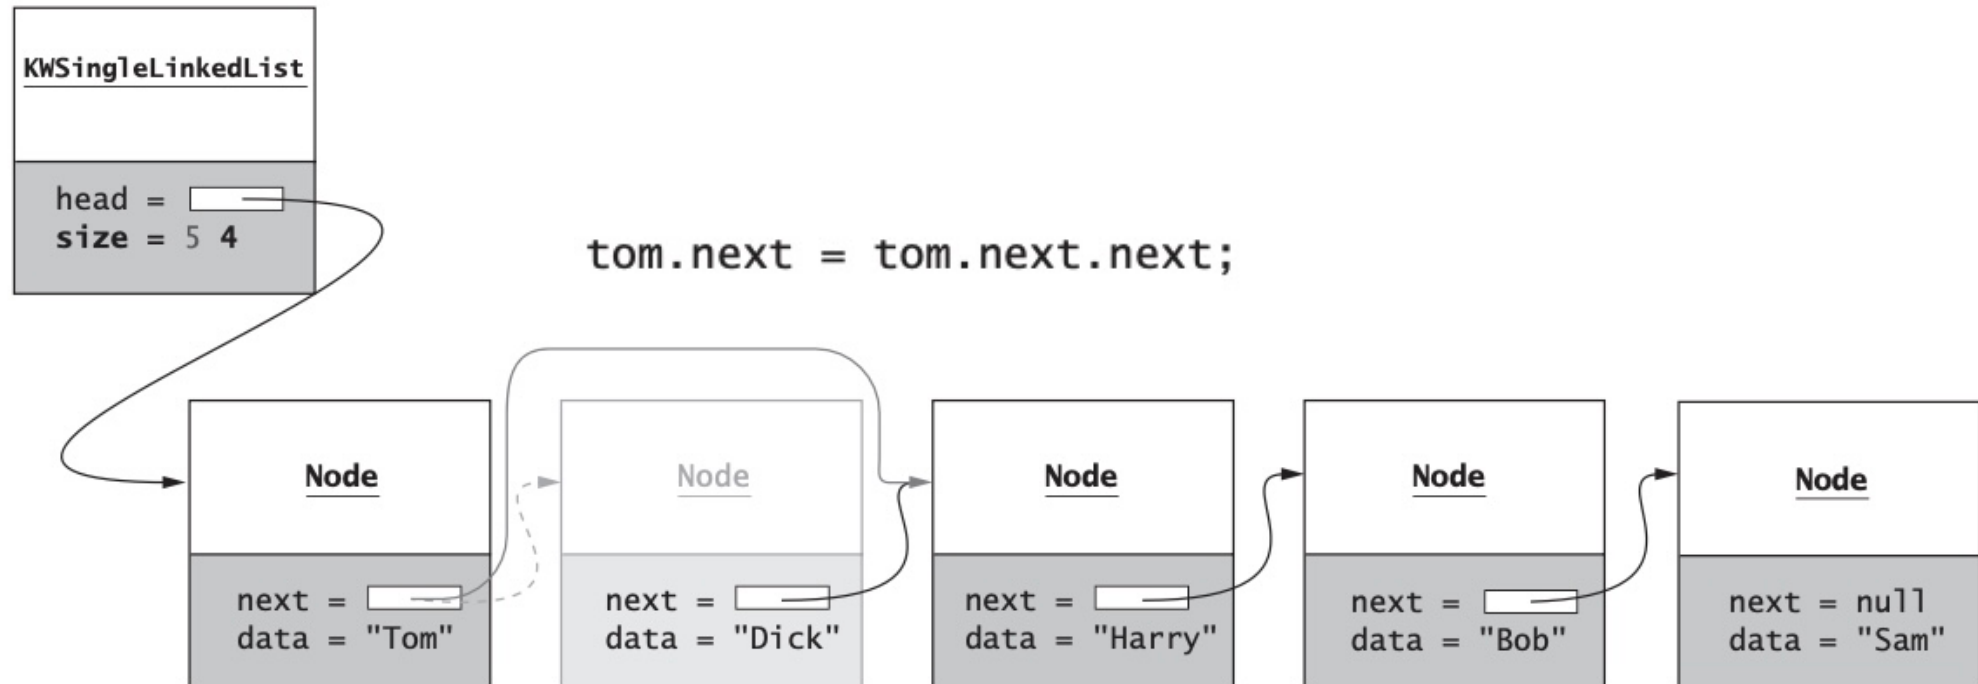 KWSingleLinkedList
head =
size = 5 4
tom.next = tom.next.next;
Node
next =
data = "Tom"
Node
next =
data = "Dick"
Node
next =
data = "Harry"
Node
next =
data = "Bob"
Node
next = null
data = "Sam"